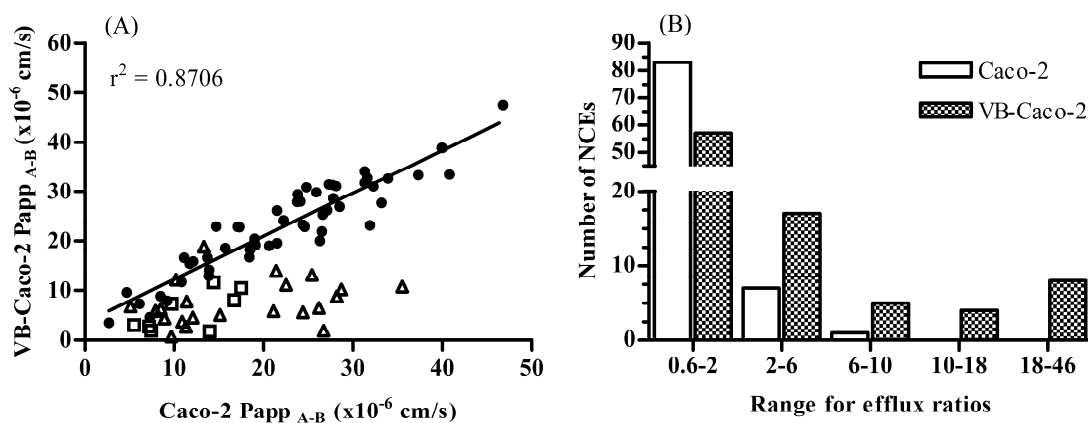 (A)
60
50
40
30
20
10
0
VB-Caco-2 Papp A-B (x10-6 cm/s)
r2 = 0.8706
0 10 20 30 40 50
Caco-2 Papp A-B (x10-6 cm/s)
(B)
90
80
70
60
50
20
10
0
Number of NCEs
Caco-2
VB-Caco-2
0.6-2 2-6 6-10 10-18 18-46
Range for efflux ratios